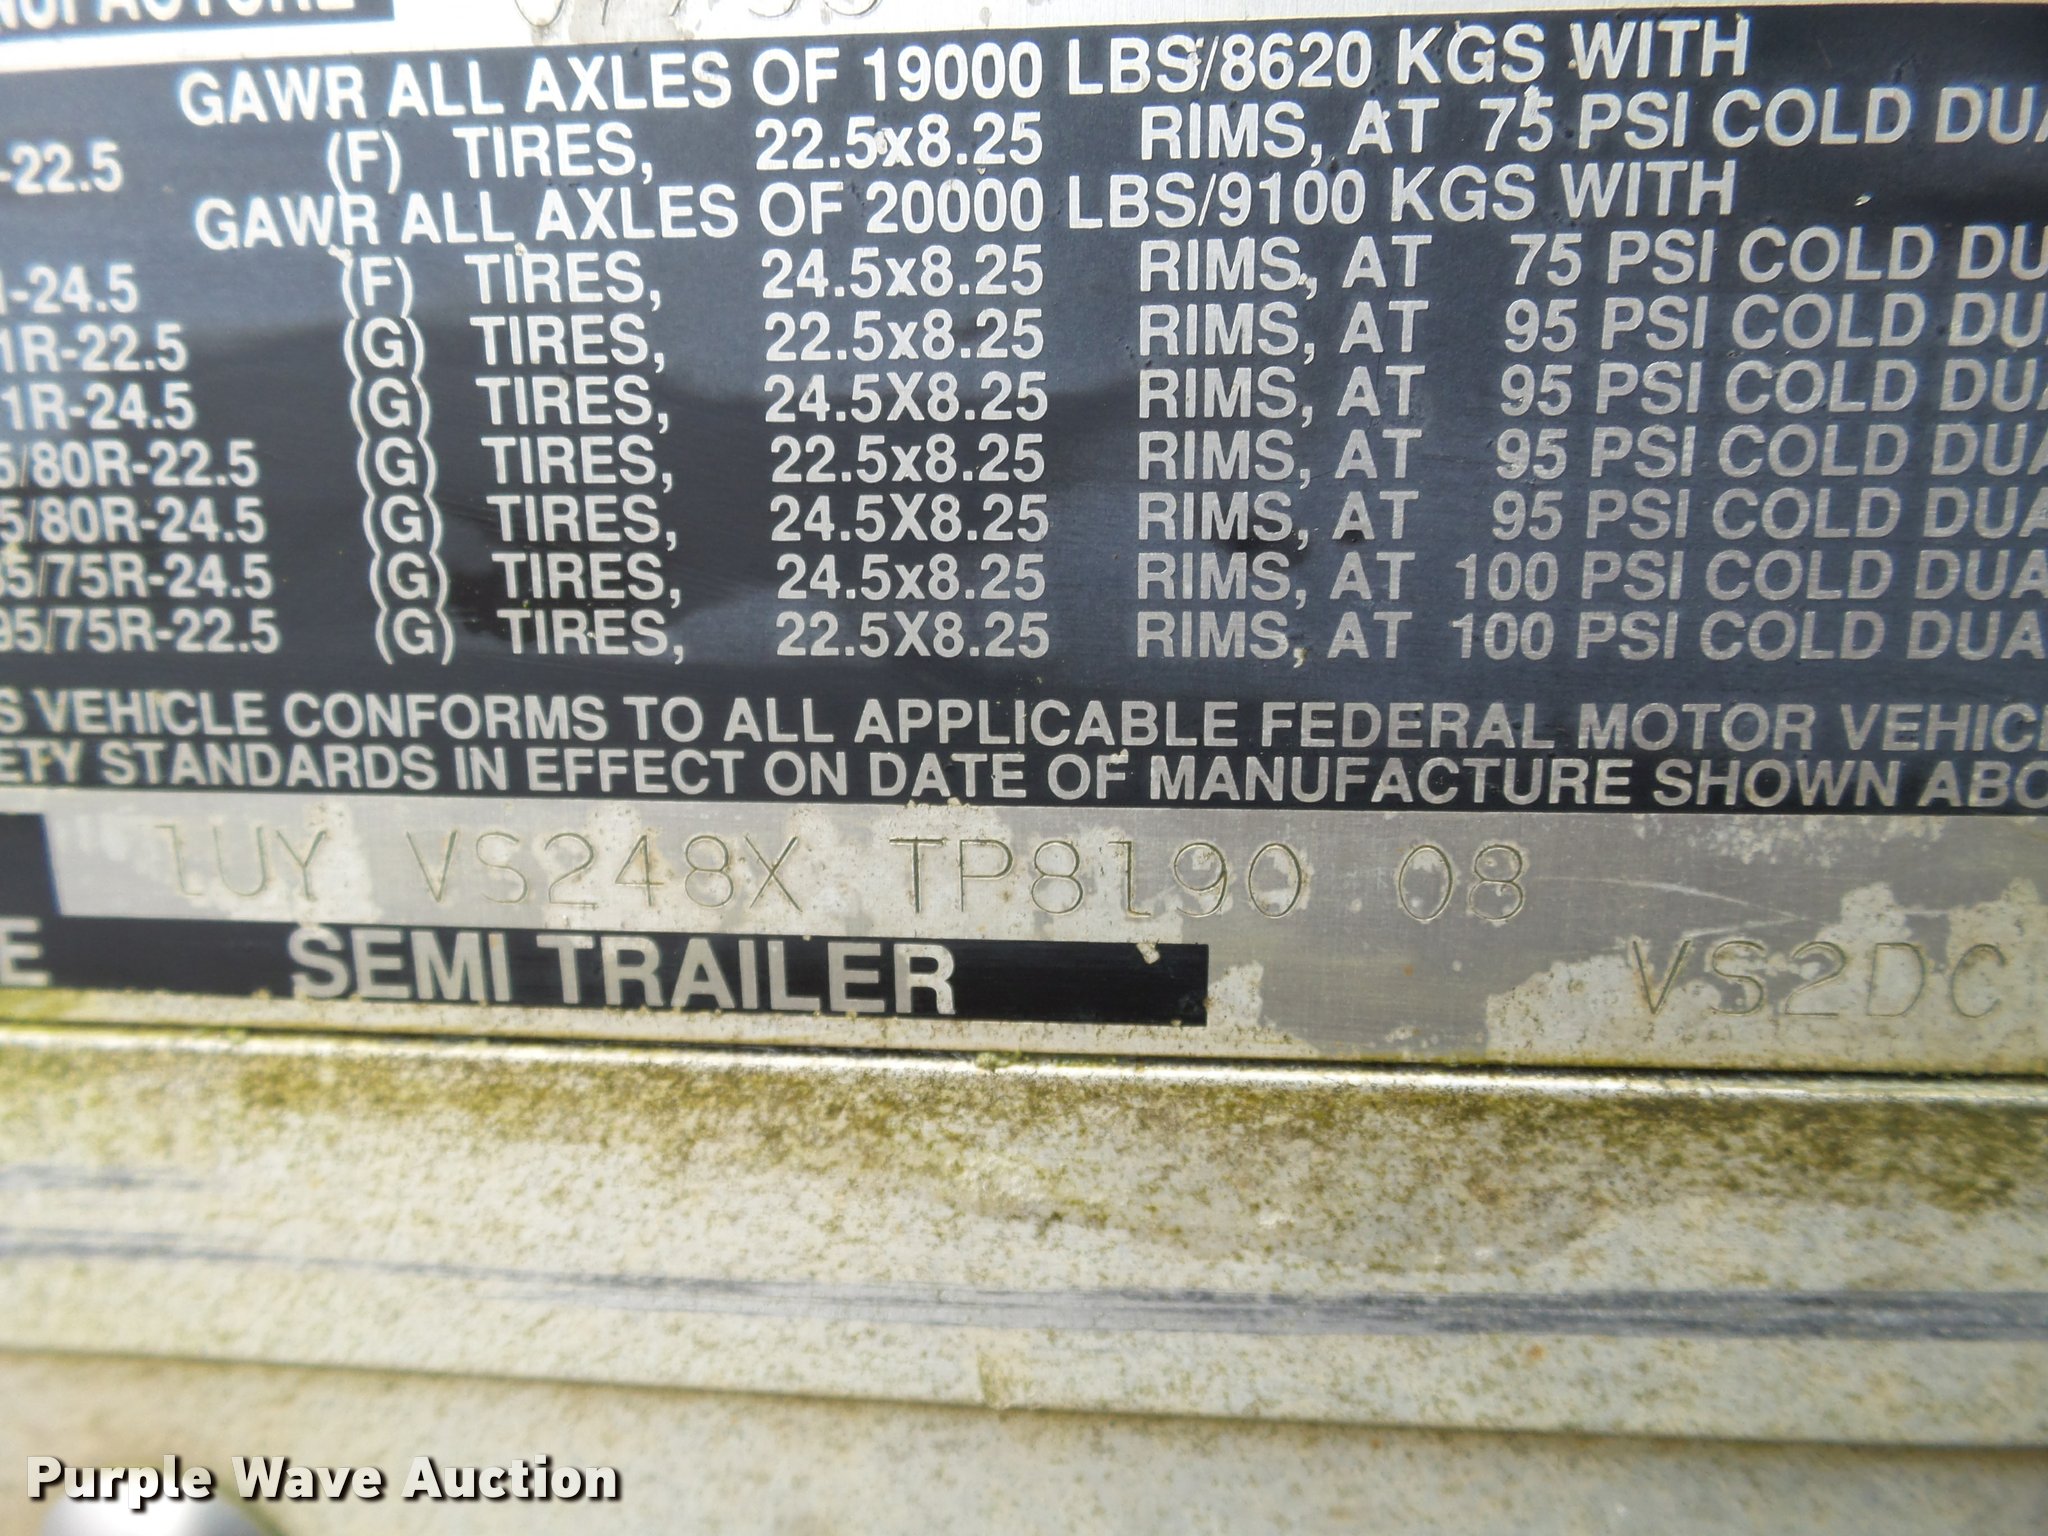 NUFACTURE
GAWR ALL AXLES OF 19000 LBS/8620 KGS WITH
-22.5 (F) TIRES, 22.5x8.25 RIMS, AT 75 PSI COLD DUA
GAWR ALL AXLES OF 20000 LBS/9100 KGS WITH
-24.5 (F) TIRES, 24.5x8.25 RIMS, AT 75 PSI COLD DU
1R-22.5 (G) TIRES, 22.5x8.25 RIMS, AT 95 PSI COLD DU
1R-24.5 (G) TIRES, 24.5X8.25 RIMS, AT 95 PSI COLD DUA
5/80R-22.5 (G) TIRES, 22.5x8.25 RIMS, AT 95 PSI COLD DUA
5/80R-24.5 (G) TIRES, 24.5X8.25 RIMS, AT 95 PSI COLD DUA
85/75R-24.5 (G) TIRES, 24.5x8.25 RIMS, AT 100 PSI COLD DUA
95/75R-22.5 (G) TIRES, 22.5X8.25 RIMS, AT 100 PSI COLD DUA
S VEHICLE CONFORMS TO ALL APPLICABLE FEDERAL MOTOR VEHICL
ETY STANDARDS IN EFFECT ON DATE OF MANUFACTURE SHOWN ABO
1UY VS248X TP8190 08
E SEMI TRAILER VS2DC
Purple Wave Auction